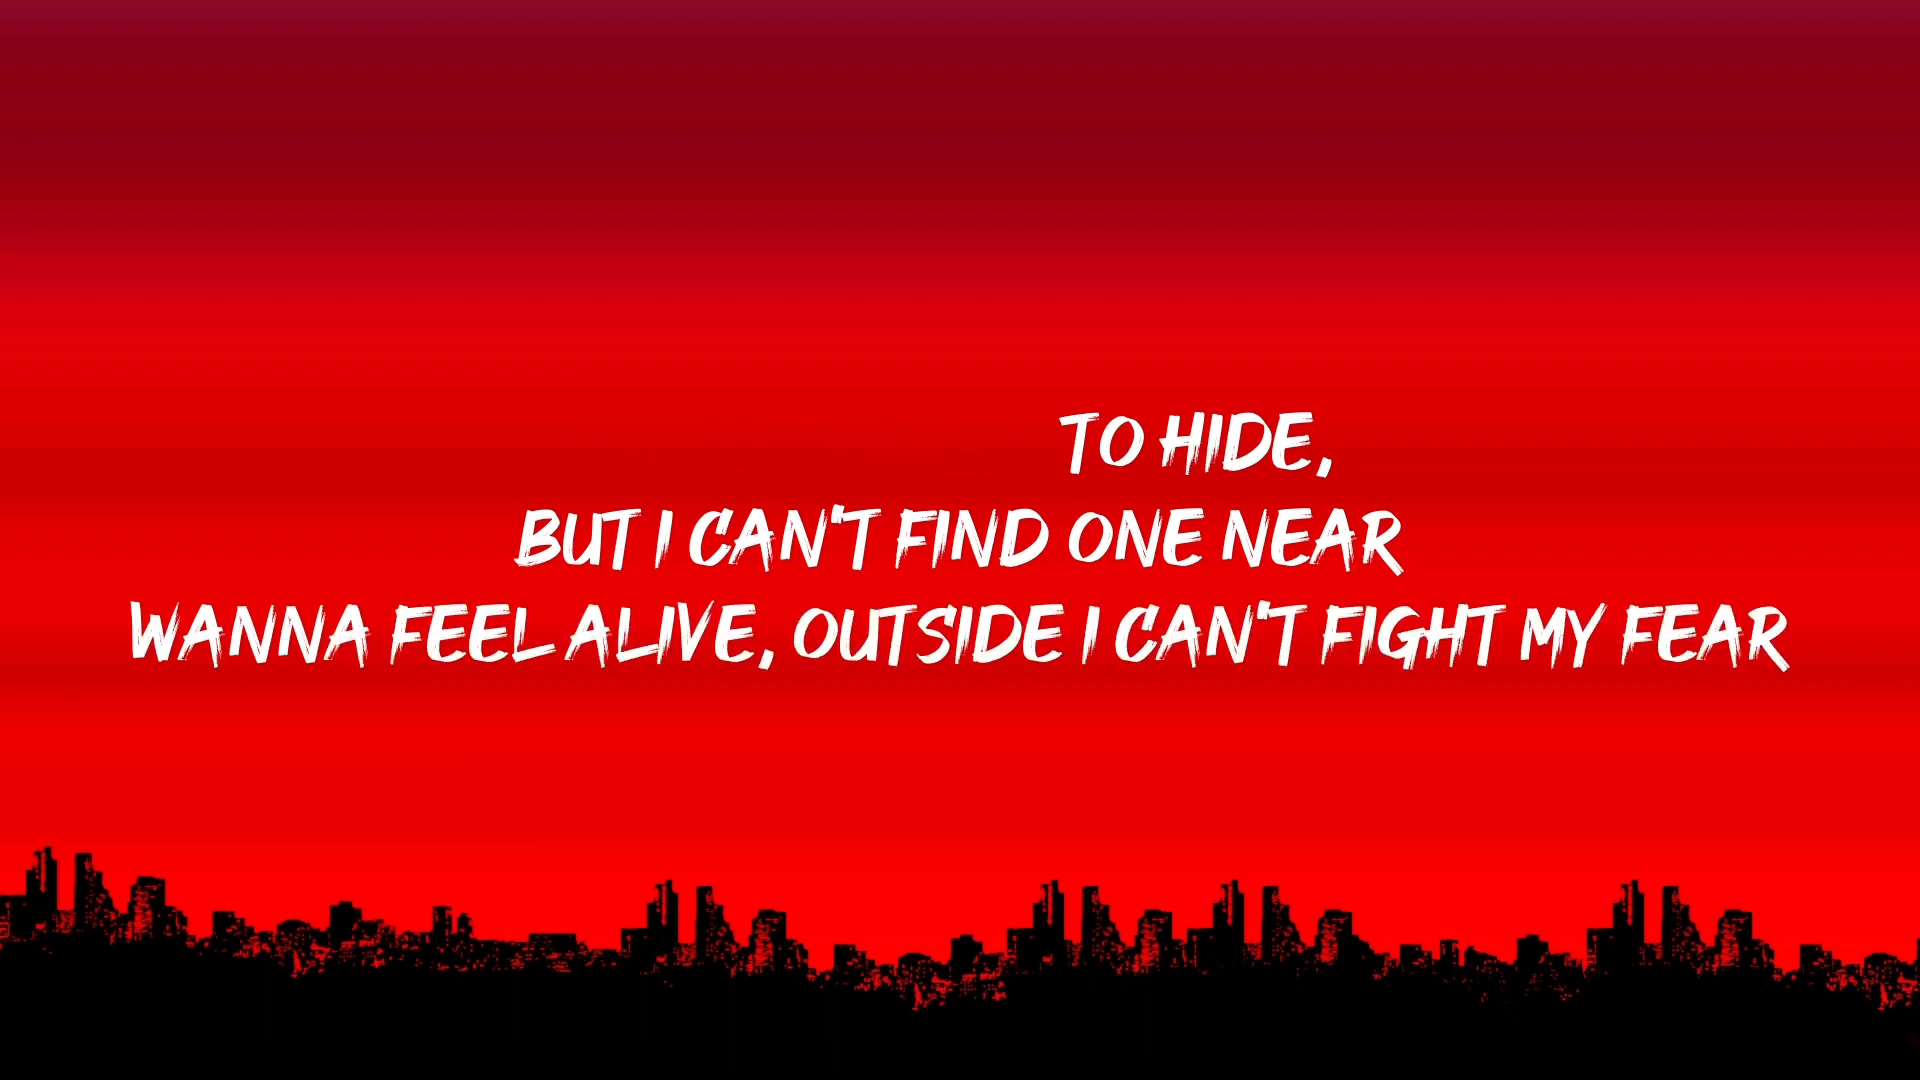 TO HIDE,
BUT I CAN'T FIND ONE NEAR
WANNA FEEL ALIVE, OUTSIDE I CAN'T FIGHT MY FEAR